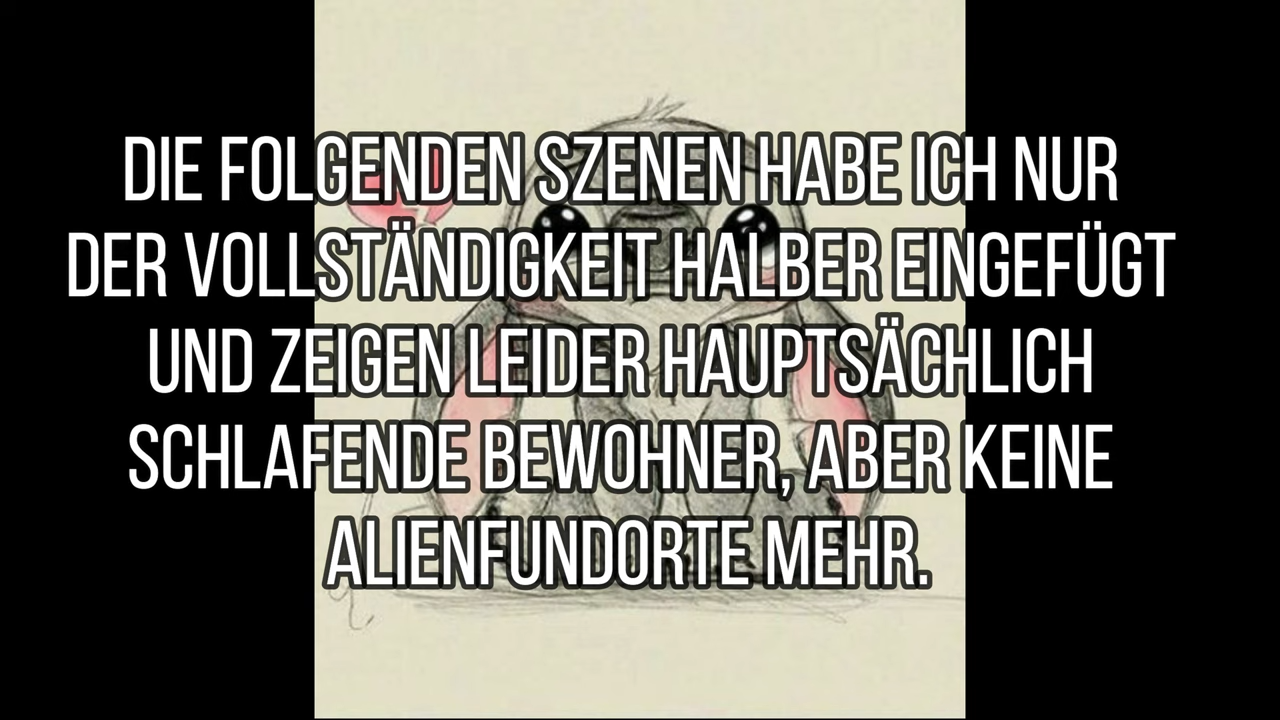 DIE FOLGENDEN SZENEN HABE ICH NUR
DER VOLLSTÄNDIGKEIT HALBER EINGEFÜGT
UND ZEIGEN LEIDER HAUPTSÄCHLICH
SCHLAFENDE BEWOHNER, ABER KEINE
ALIENFUNDORTE MEHR.